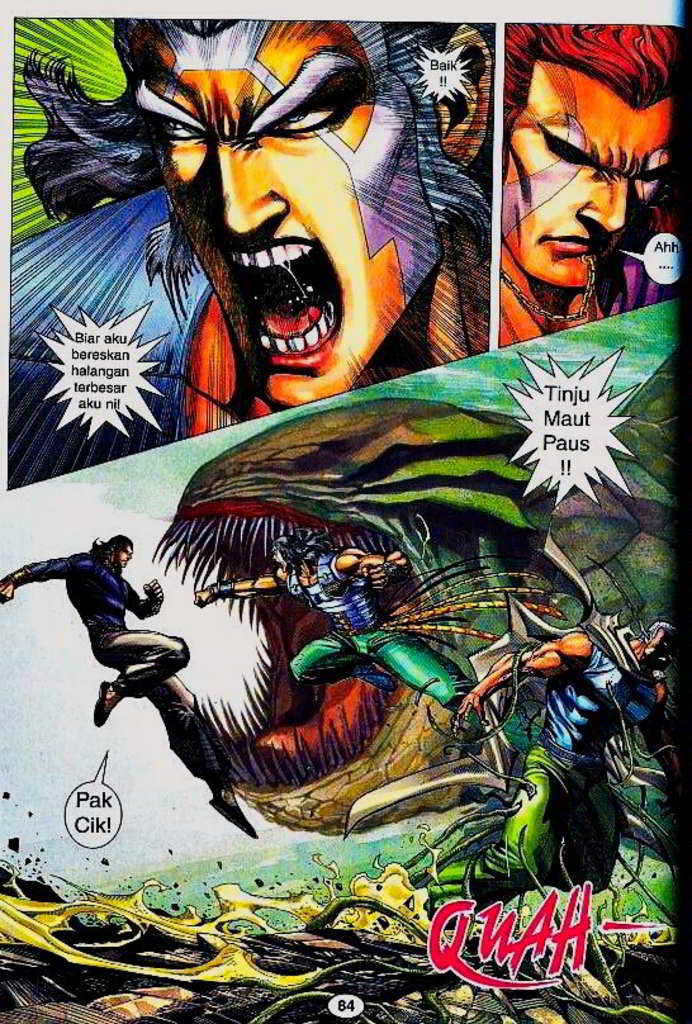 Baik
!!
Biar aku
bereskan
halangan
terbesar
aku ni!
Ahh
....
Tinju
Maut
Paus
!!
Pak
Cik!
QUAH
84